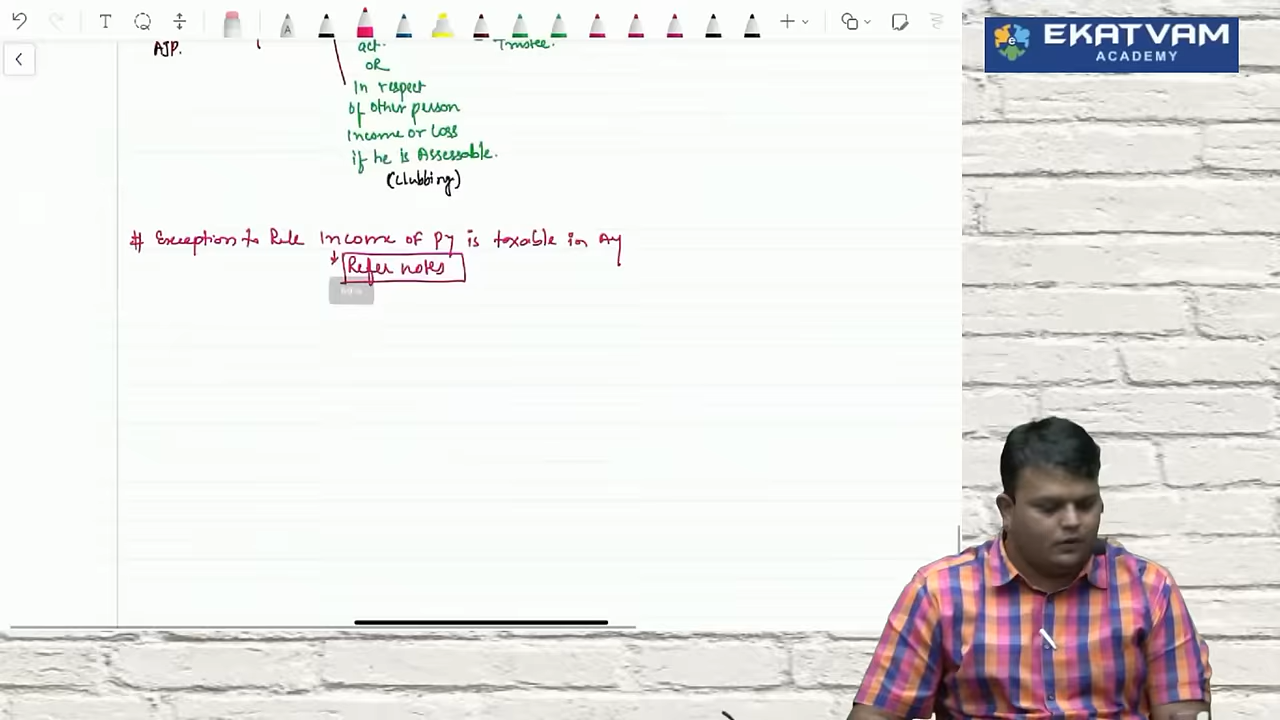 T
A
EKATVAM
ACADEMY
AJP.
act.
Trustee.
OR
In respect
of other person
Income or Loss
if he is Assessable.
(clubbing)
# Exception to Rule Income of Py is taxable in Ay
Refer notes